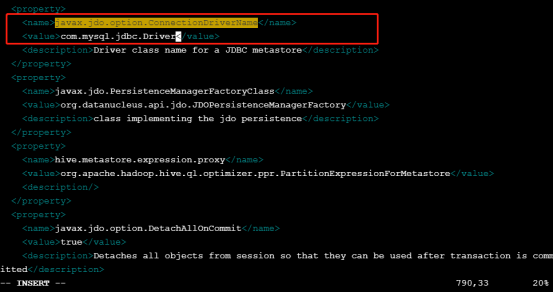 <property>
<name>javax.jdo.option.ConnectionDriverName</name>
<value>com.mysql.jdbc.Driver</value>
<description>Driver class name for a JDBC metastore</description>
</property>
<property>
<name>javax.jdo.PersistenceManagerFactoryClass</name>
<value>org.datanucleus.api.jdo.JDOPersistenceManagerFactory</value>
<description>class implementing the jdo persistence</description>
</property>
<property>
<name>hive.metastore.expression.proxy</name>
<value>org.apache.hadoop.hive.ql.optimizer.ppr.PartitionExpressionForMetastore</value>
<description/>
</property>
<property>
<name>javax.jdo.option.DetachAllOnCommit</name>
<value>true</value>
<description>Detaches all objects from session so that they can be used after transaction is comm
itted</description>
-- INSERT -- 790,33 20%